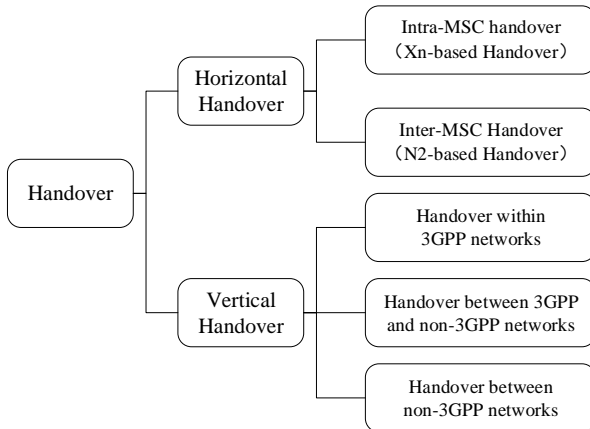 Handover
Horizontal
Handover
Intra-MSC handover
（Xn-based Handover）
Inter-MSC Handover
（N2-based Handover）
Vertical
Handover
Handover within
3GPP networks
Handover between 3GPP
and non-3GPP networks
Handover between
non-3GPP networks